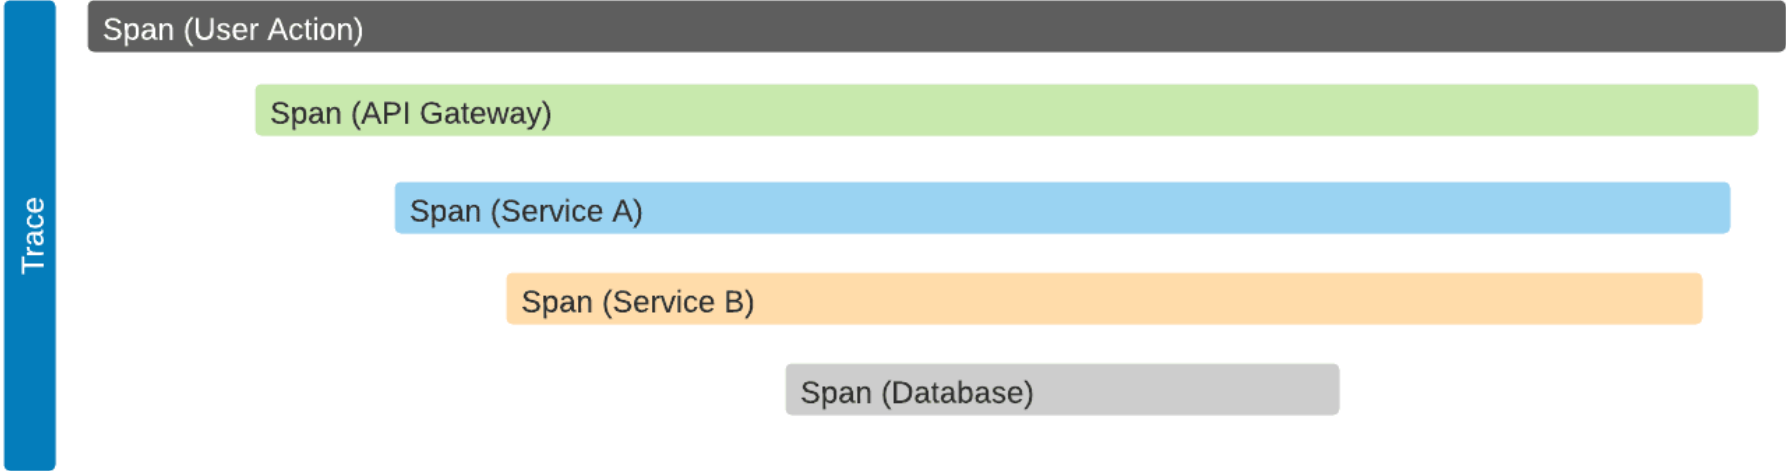 Span (User Action)
Span (API Gateway)
Trace
Span (Service A)
Span (Service B)
Span (Database)